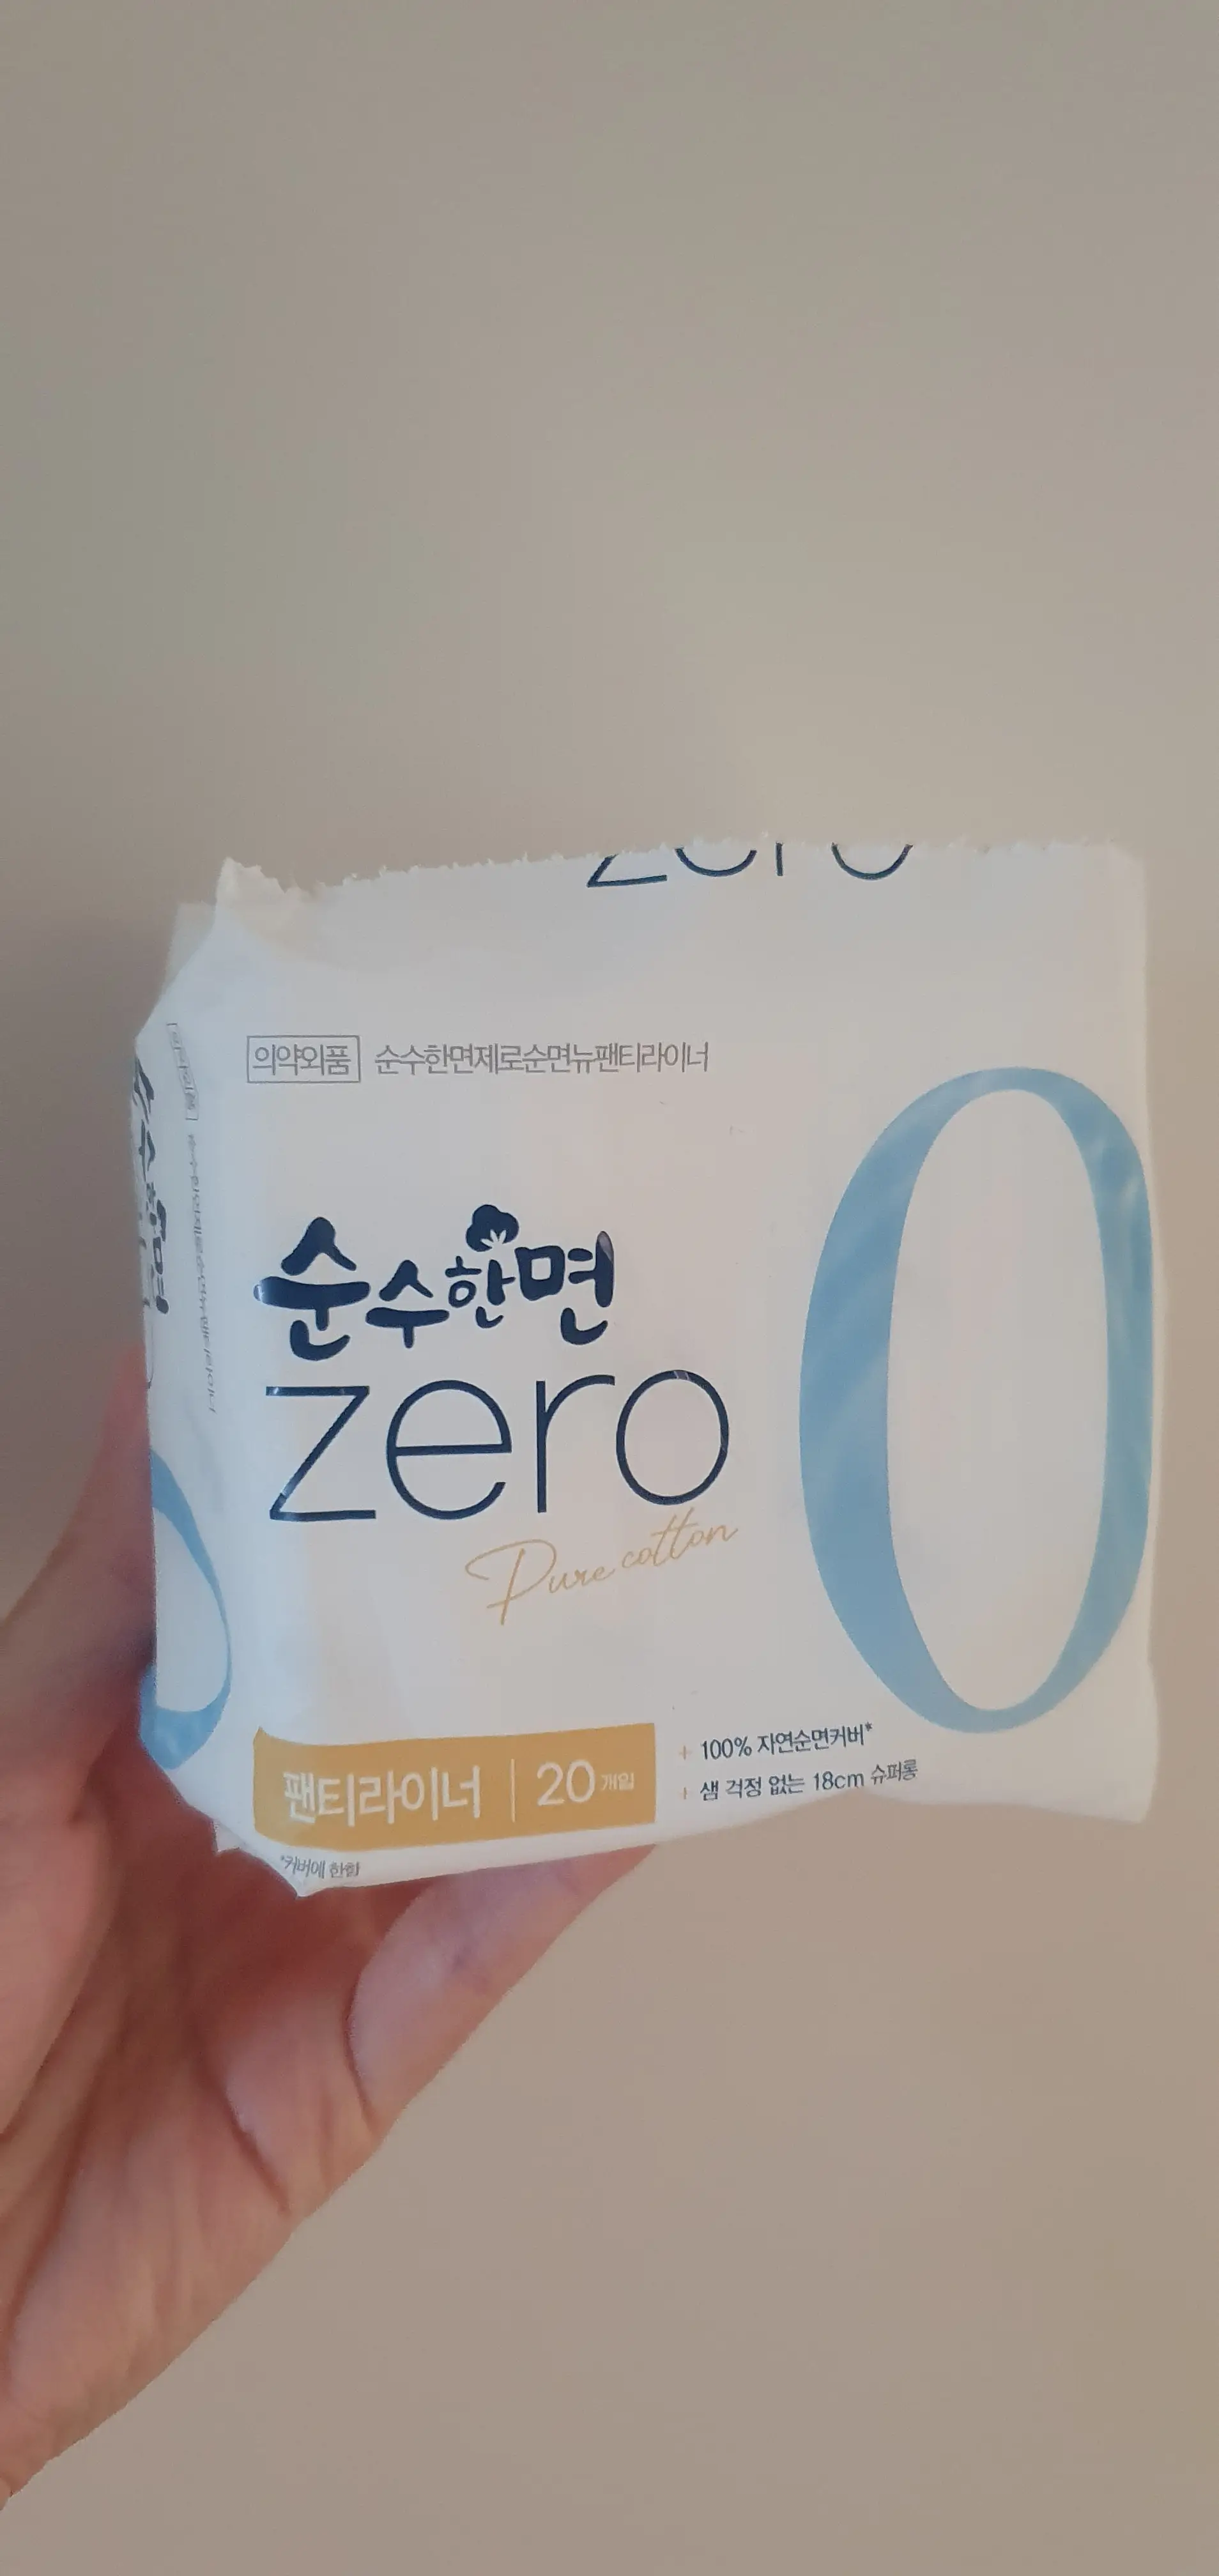 zero
의약외품 순수한면제로순면뉴팬티라이너
순수한면
zero
Pure cotton
0
팬티라이너 | 20개입
+ 100% 자연순면커버*
+ 샘 걱정 없는 18cm 슈퍼롱
*커버에 한함